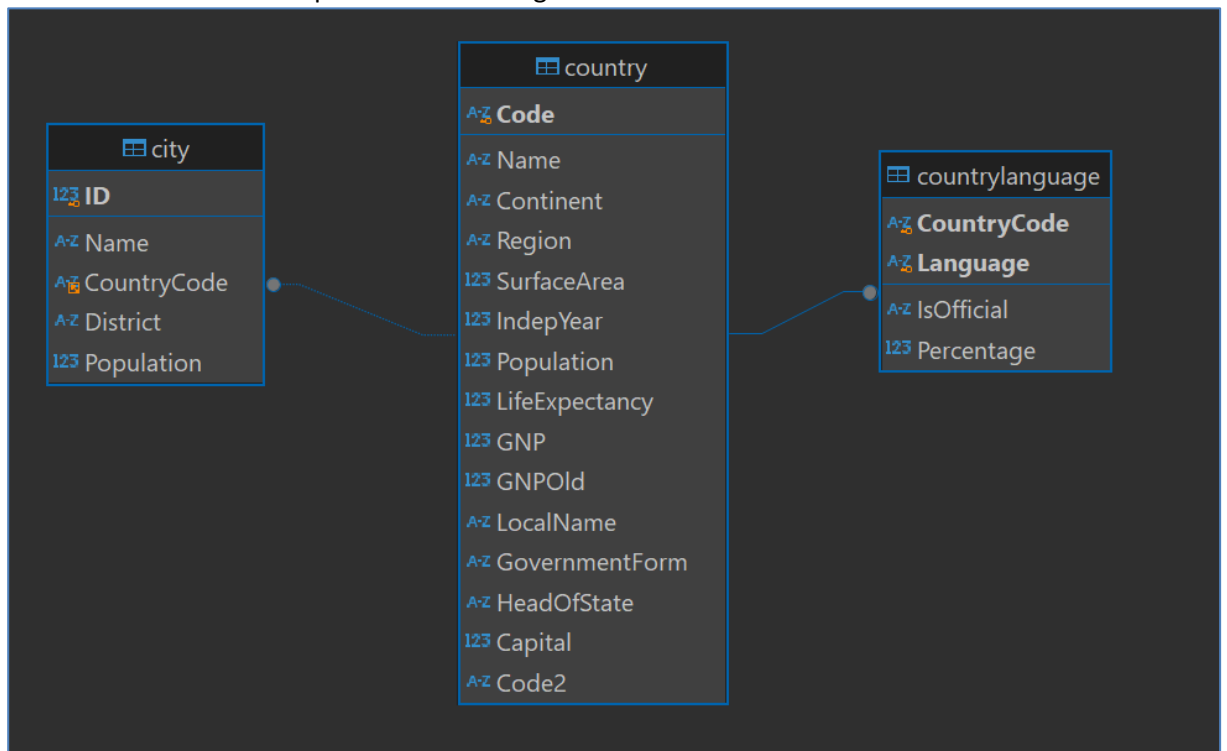 city
ID
Name
CountryCode
District
Population
country
Code
Name
Continent
Region
SurfaceArea
IndepYear
Population
LifeExpectancy
GNP
GNPOld
LocalName
GovernmentForm
HeadOfState
Capital
Code2
countrylanguage
CountryCode
Language
IsOfficial
Percentage